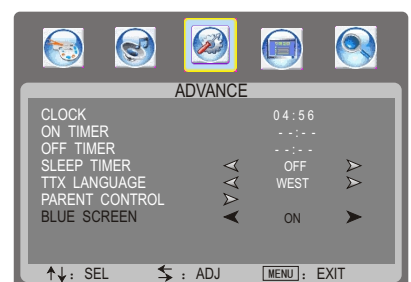 ADVANCE
CLOCK 04:56
ON TIMER --:--
OFF TIMER --:--
SLEEP TIMER OFF
TTX LANGUAGE WEST
PARENT CONTROL
BLUE SCREEN ON
: SEL : ADJ MENU : EXIT